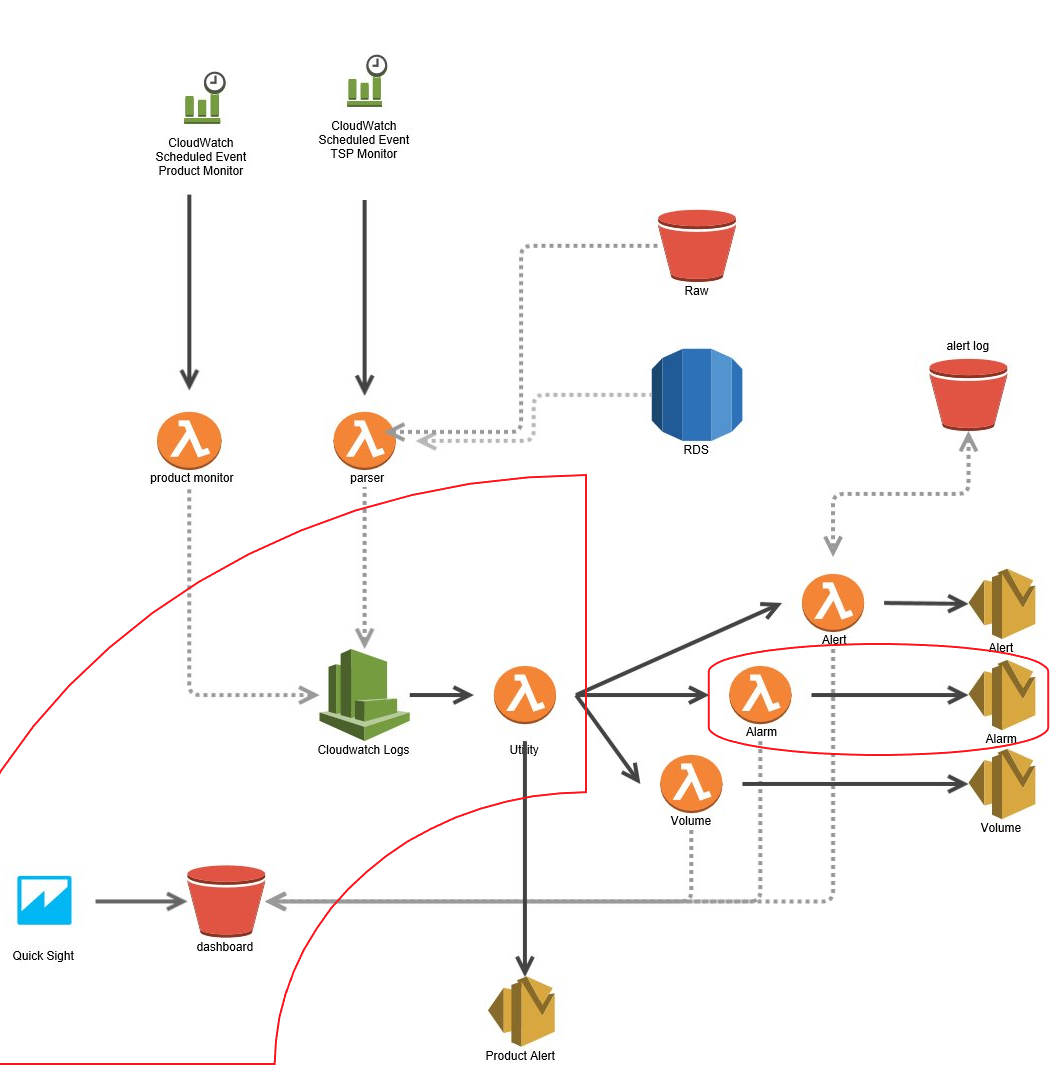 CloudWatch
Scheduled Event
Product Monitor
CloudWatch
Scheduled Event
TSP Monitor
Raw
alert log
RDS
product monitor
parser
Alert
Alert
Alarm
Alarm
Cloudwatch Logs
Utility
Volume
Volume
dashboard
Quick Sight
Product Alert